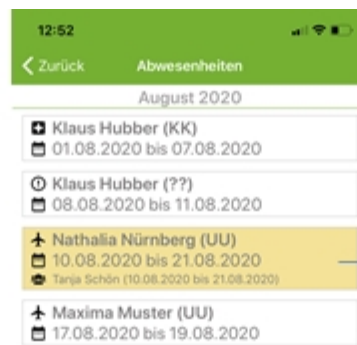 12:52
Zurück Abwesenheiten
August 2020
Klaus Hubber (KK)
01.08.2020 bis 07.08.2020
Klaus Hubber (??)
08.08.2020 bis 11.08.2020
Nathalia Nürnberg (UU)
10.08.2020 bis 21.08.2020
Tanja Schön (10.08.2020 bis 21.08.2020)
Maxima Muster (UU)
17.08.2020 bis 19.08.2020